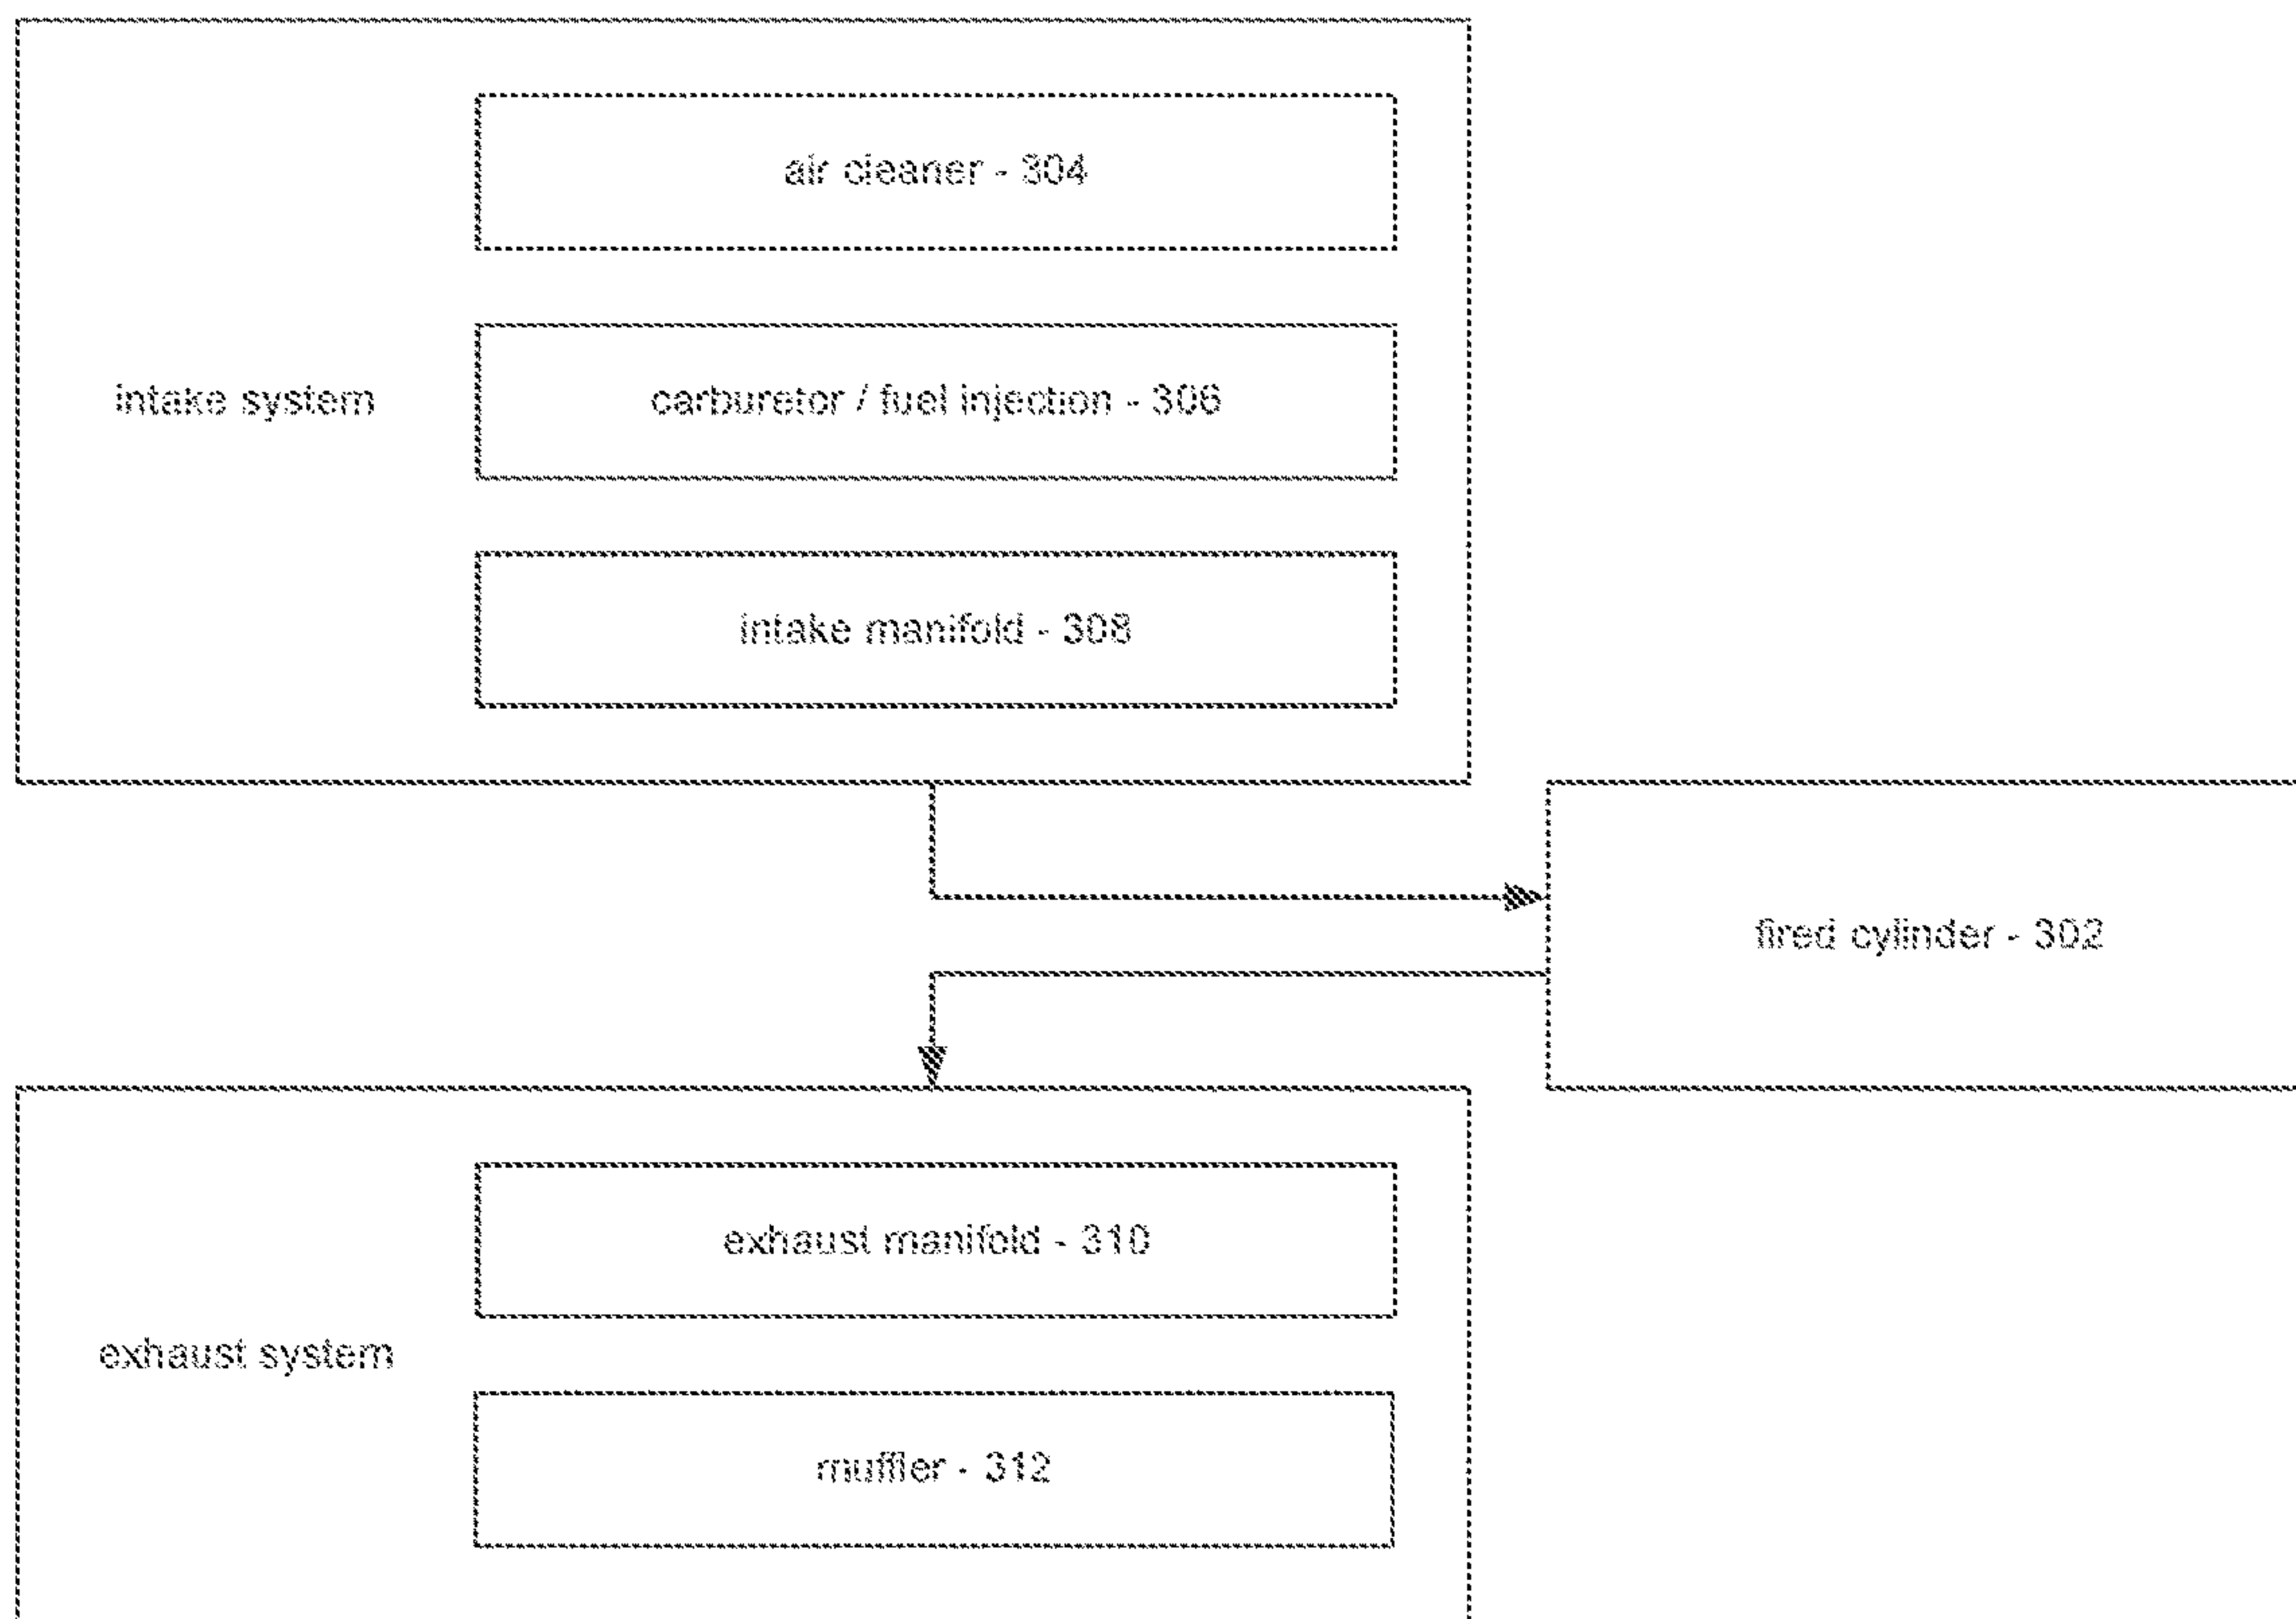 air cleaner - 304
intake system
carburetor / fuel injection - 306
intake manifold - 308
fired cylinder - 302
exhaust manifold - 310
exhaust system
muffler - 312